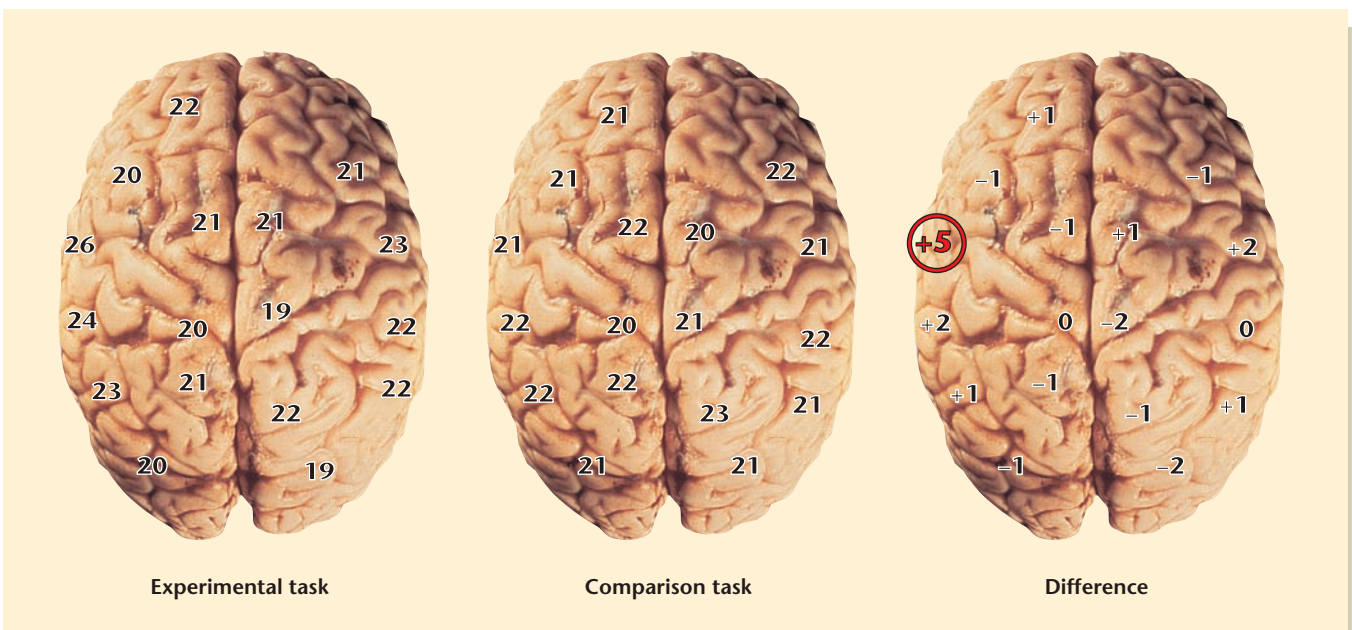 22 21 +1
20 21 21 22 −1 −1
21 21 22 20 −1 +1
26 23 21 21 +5 +2
19
24 20 22 22 20 21 22 +2 0 −2 0
23 21 22 22 22 21 +1 −1 +1
22 23 −1
20 19 21 21 −1 −2
Experimental task Comparison task Difference